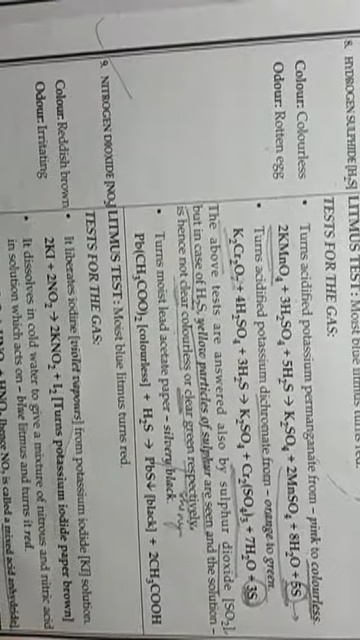 8. HYDROGEN SULPHIDE [H₂S]
Colour: Colourless
Odour: Rotten egg
LITMUS TEST : Moist blue litmus turns red.
TESTS FOR THE GAS:
• Turns acidified potassium permanganate from - pink to colourless.
2KMnO₄ + 3H₂SO₄ + 5H₂S → K₂SO₄ + 2MnSO₄ + 8H₂O + 5S
• Turns acidified potassium dichromate from - orange to green.
K₂Cr₂O₇ + 4H₂SO₄ + 3H₂S → K₂SO₄ + Cr₂(SO₄)₃ + 7H₂O + 3S
The above tests are answered also by sulphur dioxide [SO₂]
but in case of H₂S, yellow particles of sulphur are seen and the solution -
is hence not clear colourless or clear green respectively.
• Turns moist lead acetate paper - silvery black.
Pb(CH₃COO)₂ [colourless] + H₂S → PbS↓ [black] + 2CH₃COOH
9. NITROGEN DIOXIDE [NO₂]
Colour: Reddish brown
Odour: Irritating
LITMUS TEST : Moist blue litmus turns red.
TESTS FOR THE GAS:
• It liberates iodine [violet vapours] from potassium iodide [KI] solution.
2KI + 2NO₂ → 2KNO₂ + I₂ [Turns potassium iodide paper brown]
• It dissolves in cold water to give a mixture of nitrous and nitric acid
in solution which acts on - blue litmus and turns it red.
HNO₃ [hence NO₂ is called a mixed acid anhydride]